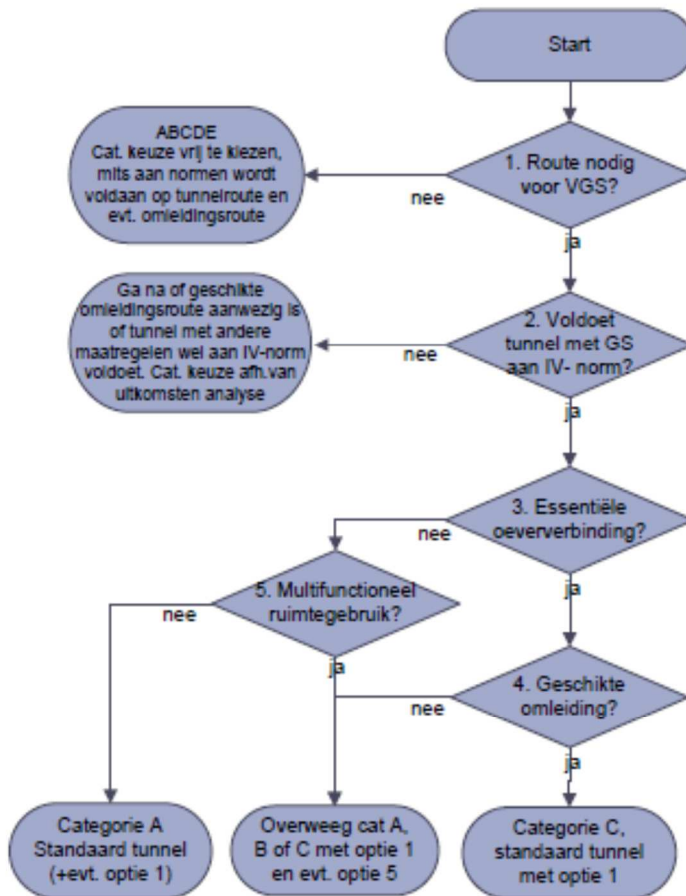 Start
ABCDE
Cat. keuze vrij te kiezen,
mits aan normen wordt
voldaan op tunnelroute en
evt. omleidingsroute
1. Route nodig
voor VGS?
nee
ja
Ga na of geschikte
omleidingsroute aanwezig is
of tunnel met andere
maatregelen wel aan IV-norm
voldoet. Cat. keuze afh.van
uitkomsten analyse
2. Voldoet
tunnel met GS
aan IV- norm?
nee
ja
3. Essentiële
oeververbinding?
nee
ja
5. Multifunctioneel
ruimtegebruik?
nee
ja
4. Geschikte
omleiding?
nee
ja
Categorie A
Standaard tunnel
(+evt. optie 1)
Overweeg cat A,
B of C met optie 1
en evt. optie 5
Categorie C,
standaard tunnel
met optie 1